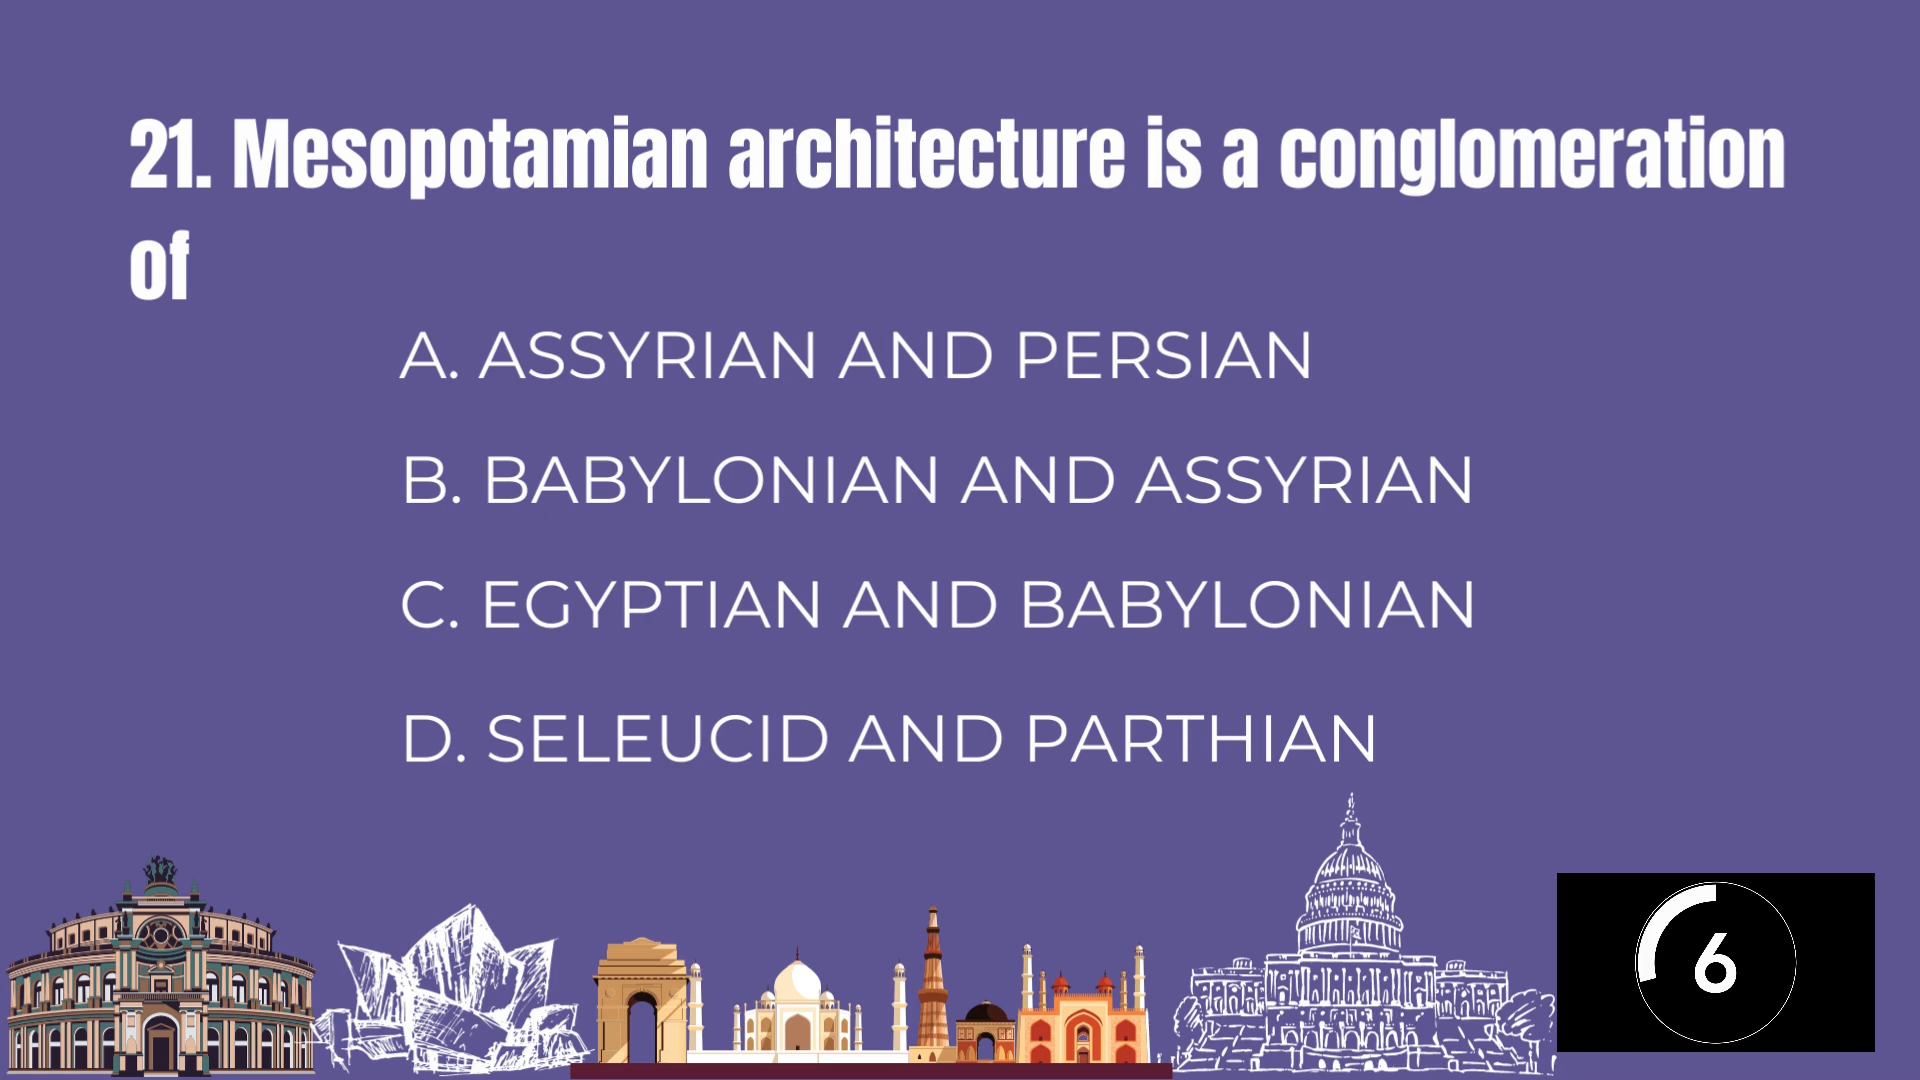 21. Mesopotamian architecture is a conglomeration
of
A. ASSYRIAN AND PERSIAN
B. BABYLONIAN AND ASSYRIAN
C. EGYPTIAN AND BABYLONIAN
D. SELEUCID AND PARTHIAN
6